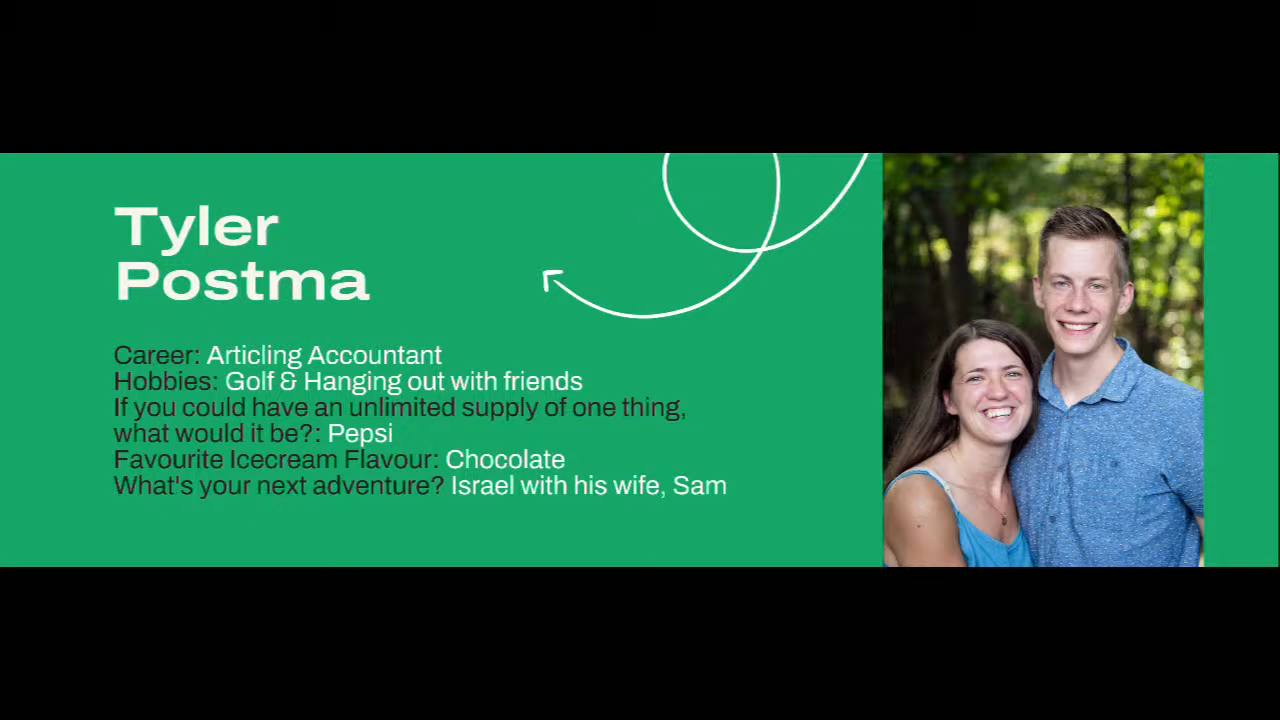 Tyler
Postma
Career: Articling Accountant
Hobbies: Golf & Hanging out with friends
If you could have an unlimited supply of one thing,
what would it be?: Pepsi
Favourite Icecream Flavour: Chocolate
What's your next adventure? Israel with his wife, Sam